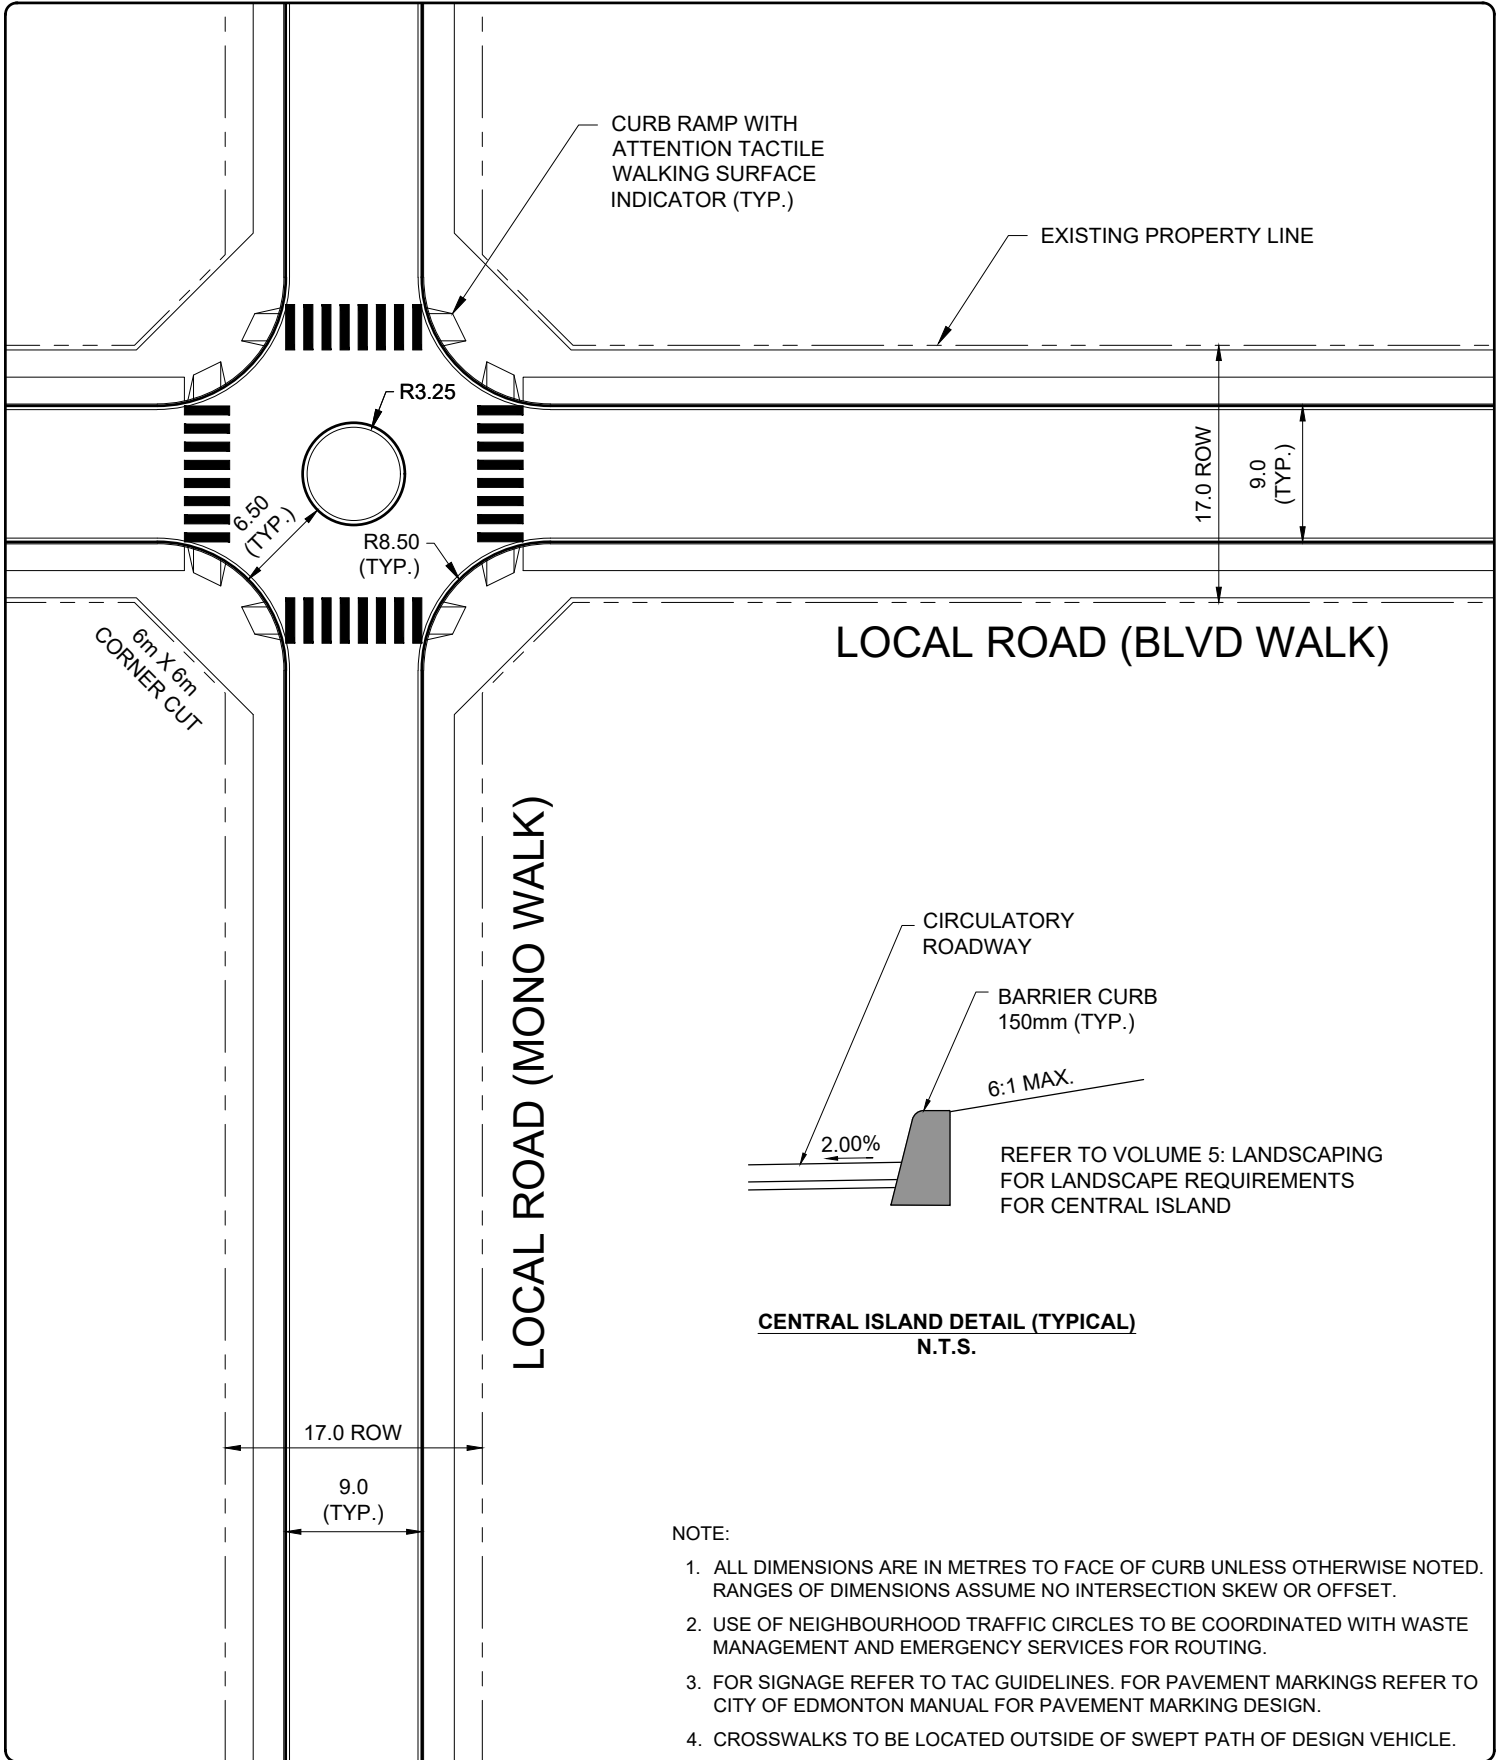 CURB RAMP WITH
ATTENTION TACTILE
WALKING SURFACE
INDICATOR (TYP.)
EXISTING PROPERTY LINE
R3.25
17.0 ROW
9.0
(TYP.)
6.50
(TYP.)
R8.50
(TYP.)
6m X 6m
CORNER CUT
LOCAL ROAD (BLVD WALK)
LOCAL ROAD (MONO WALK)
CIRCULATORY
ROADWAY
BARRIER CURB
150mm (TYP.)
6:1 MAX.
2.00%
REFER TO VOLUME 5: LANDSCAPING
FOR LANDSCAPE REQUIREMENTS
FOR CENTRAL ISLAND
CENTRAL ISLAND DETAIL (TYPICAL)
N.T.S.
17.0 ROW
9.0
(TYP.)
NOTE:
1. ALL DIMENSIONS ARE IN METRES TO FACE OF CURB UNLESS OTHERWISE NOTED.
RANGES OF DIMENSIONS ASSUME NO INTERSECTION SKEW OR OFFSET.
2. USE OF NEIGHBOURHOOD TRAFFIC CIRCLES TO BE COORDINATED WITH WASTE
MANAGEMENT AND EMERGENCY SERVICES FOR ROUTING.
3. FOR SIGNAGE REFER TO TAC GUIDELINES. FOR PAVEMENT MARKINGS REFER TO
CITY OF EDMONTON MANUAL FOR PAVEMENT MARKING DESIGN.
4. CROSSWALKS TO BE LOCATED OUTSIDE OF SWEPT PATH OF DESIGN VEHICLE.